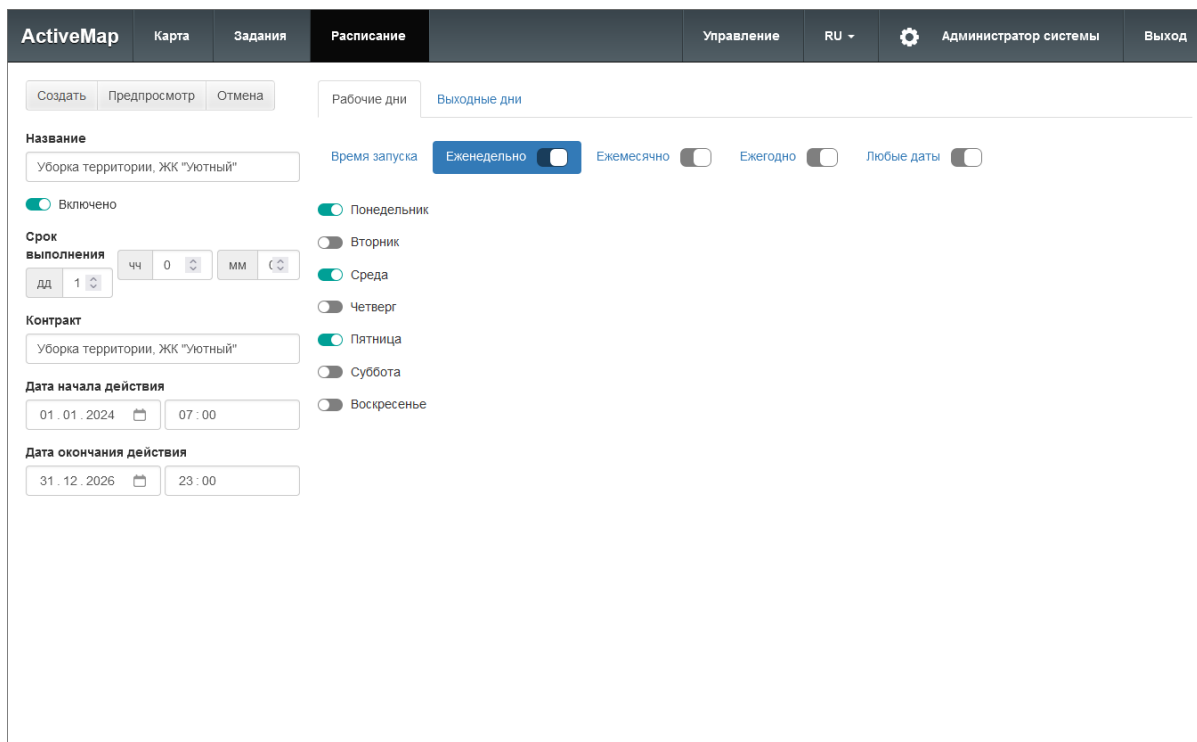 ActiveMap Карта Задания Расписание Управление RU Администратор системы Выход
Создать Предпросмотр Отмена
Рабочие дни Выходные дни
Название
Уборка территории, ЖК "Уютный"
Включено
Срок выполнения
дд 1 чч 0 мм
Контракт
Уборка территории, ЖК "Уютный"
Дата начала действия
01.01.2024 07:00
Дата окончания действия
31.12.2026 23:00
Время запуска Еженедельно Ежемесячно Ежегодно Любые даты
Понедельник
Вторник
Среда
Четверг
Пятница
Суббота
Воскресенье